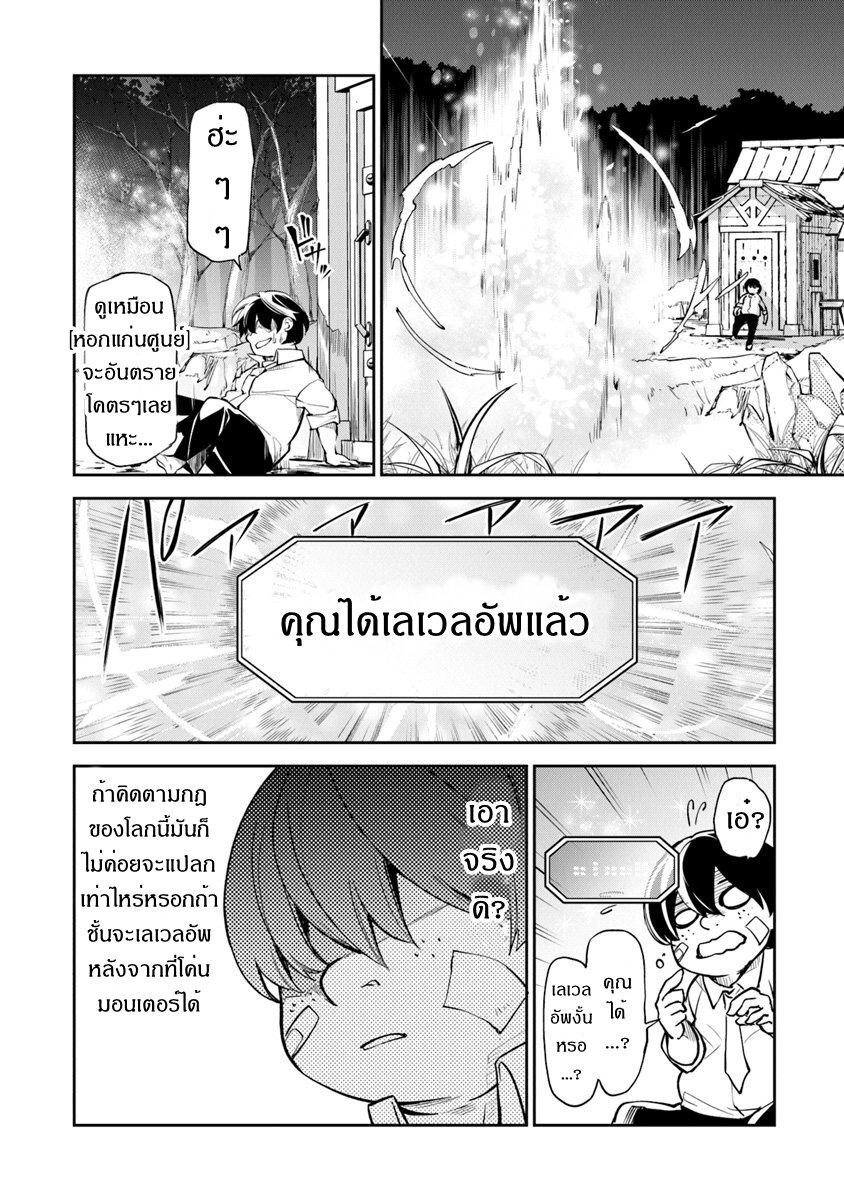 ฮ่ะ
ๆ
ๆ
ドサッ
ดูเหมือน
[หอกแก่นศูนย์]
จะอันตราย
โคตรๆเลย
แหะ...
คุณได้เลเวลอัพแล้ว
เอ๋?
คุณ
ได้
...?
เลเวล
อัพงั้น
หรอ
...?
เอา
จริง
ดิ?
ถ้าคิดตามกฎ
ของโลกนี้มันก็
ไม่ค่อยจะแปลก
เท่าไหร่หรอกถ้า
ชั้นจะเลเวลอัพ
หลังจากที่โค่น
มอนเตอร์ได้